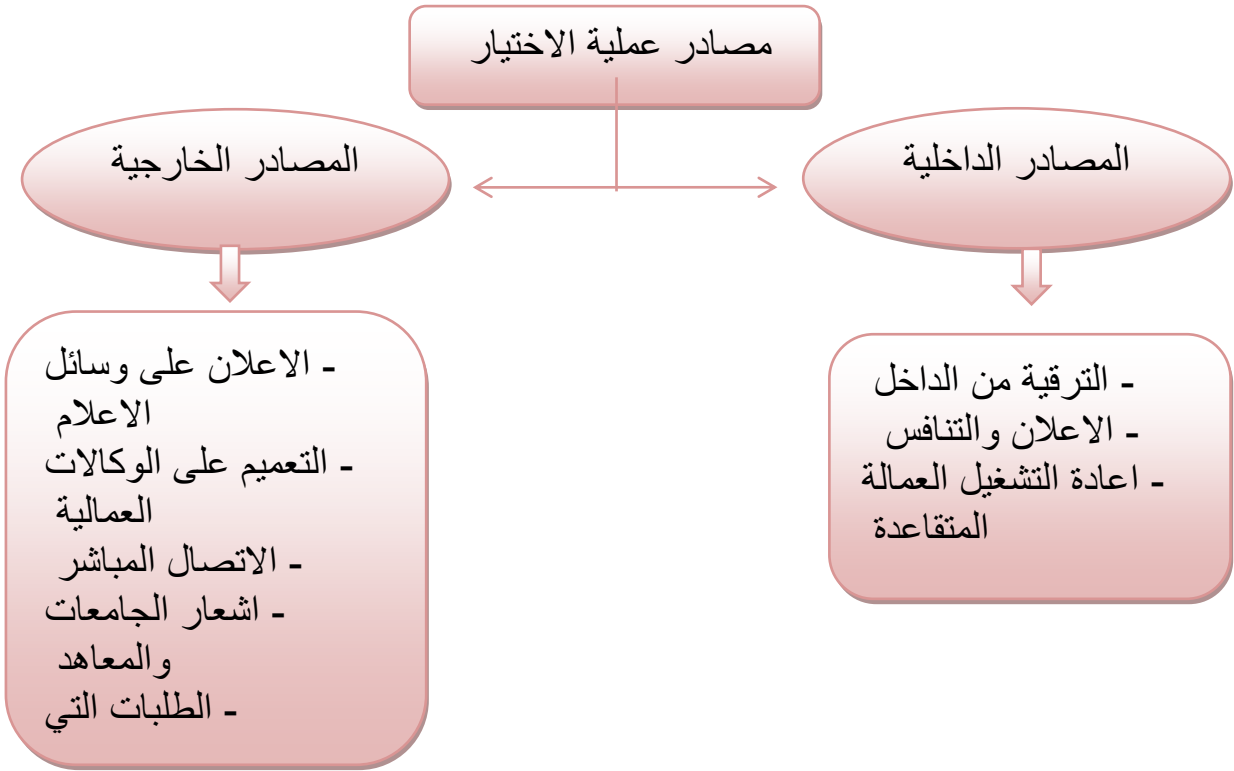 مصادر عملية الاختيار
المصادر الداخلية
المصادر الخارجية
- الترقية من الداخل
- الاعلان والتنافس
- اعادة التشغيل العمالة
المتقاعدة
- الاعلان على وسائل
الاعلام
- التعميم على الوكالات
العمالية
- الاتصال المباشر
- اشعار الجامعات
والمعاهد
- الطلبات التي